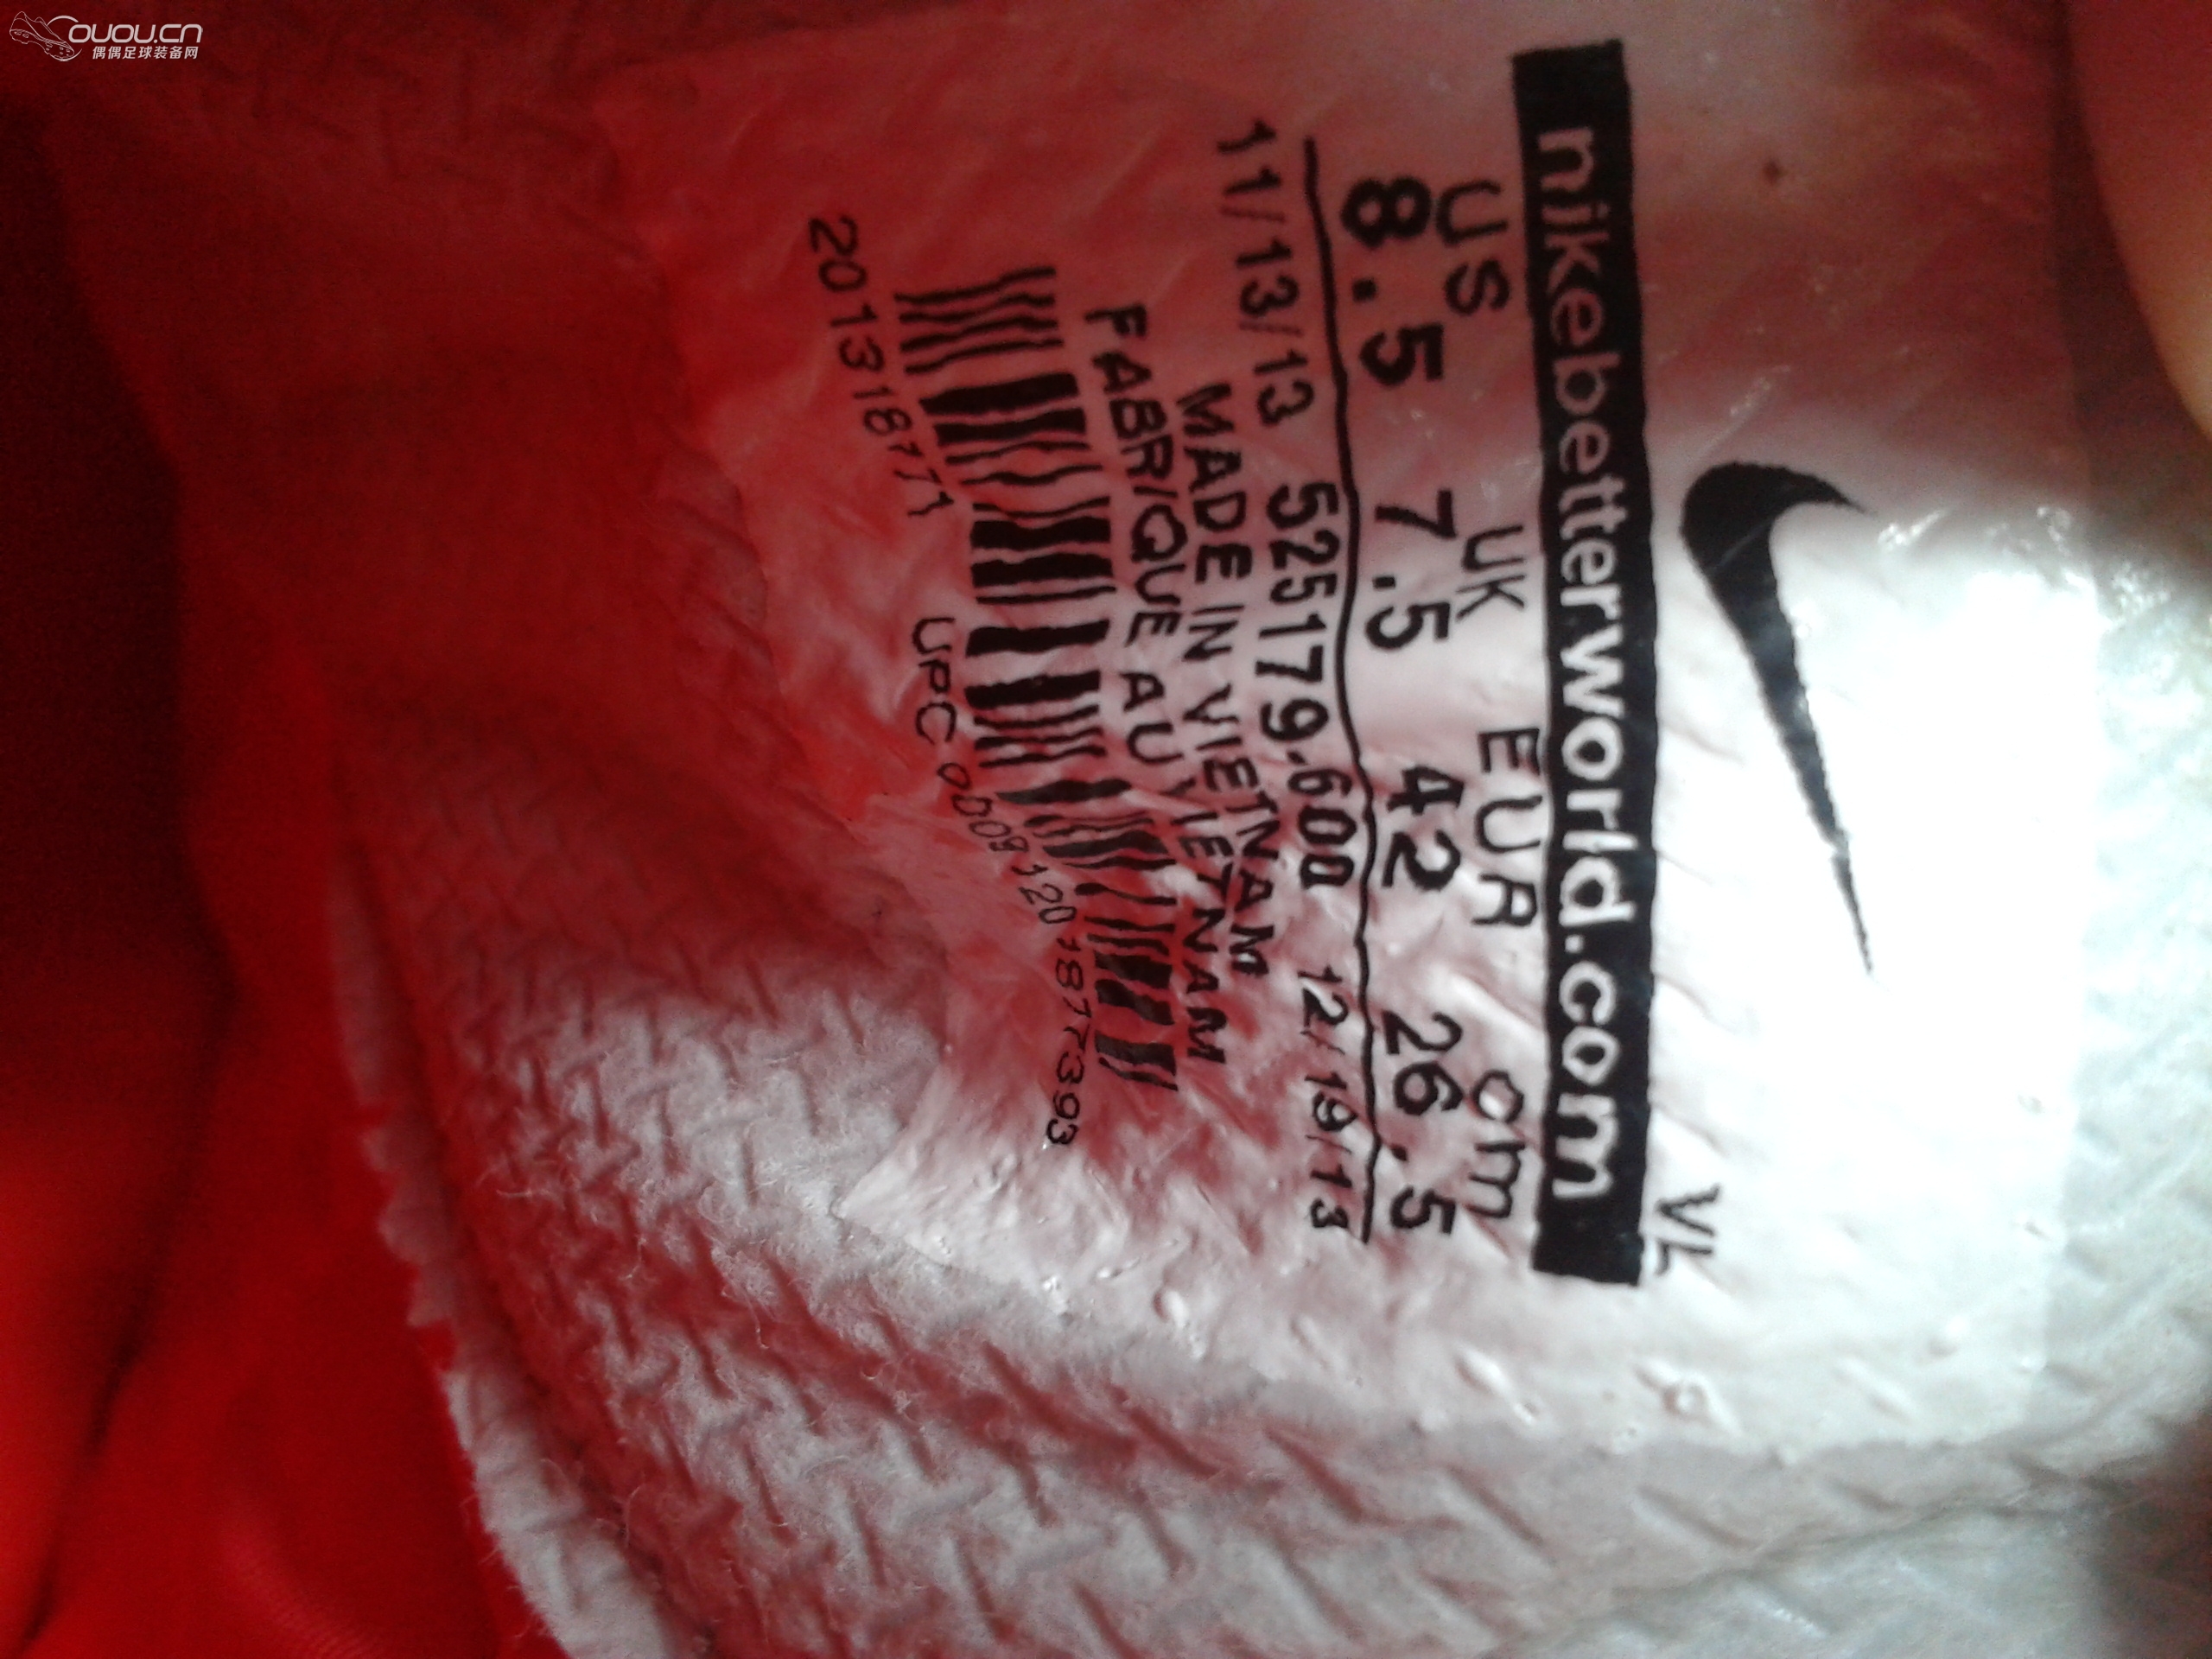 OUOU.CN
偶偶足球装备网
VL
nikebetterworld.com
US UK EUR cm
8.5 7.5 42 26.5
11/13/13 525179-600 12/19/13
MADE IN VIETNAM
FABRIQUE AU VIETNAM
2013318771
UPC 00091201877393